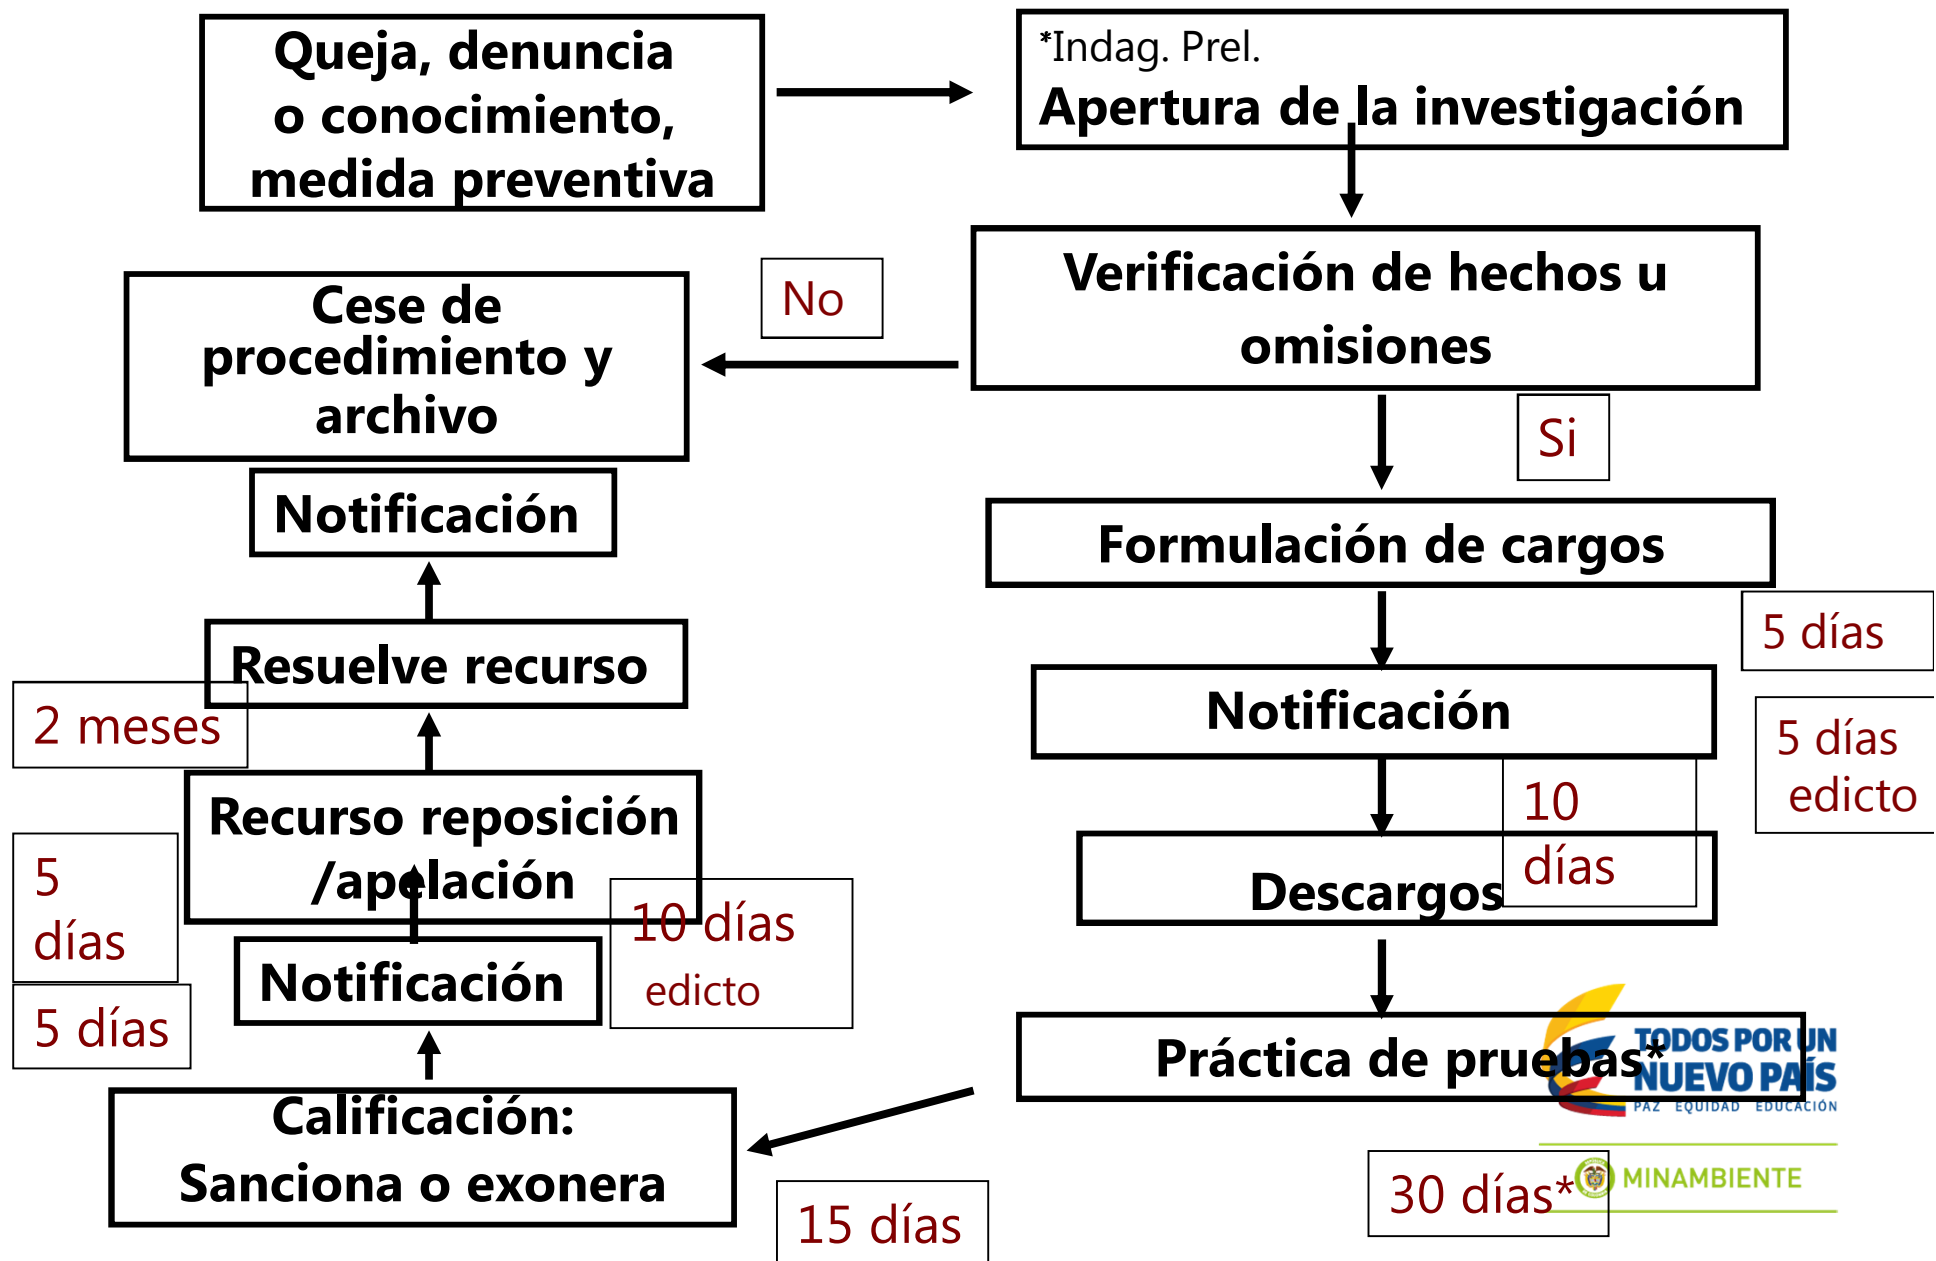 Queja, denuncia
o conocimiento,
medida preventiva
*Indag. Prel.
Apertura de la investigación
Verificación de hechos u
omisiones
No
Cese de
procedimiento y
archivo
Si
Formulación de cargos
5 días
Notificación
5 días
edicto
10
días
Descargos
Práctica de pruebas*
30 días*
15 días
Calificación:
Sanciona o exonera
5 días
Notificación
10 días
edicto
5
días
Recurso reposición
/apelación
2 meses
Resuelve recurso
Notificación
TODOS POR UN
NUEVO PAÍS
PAZ EQUIDAD EDUCACIÓN
MINAMBIENTE